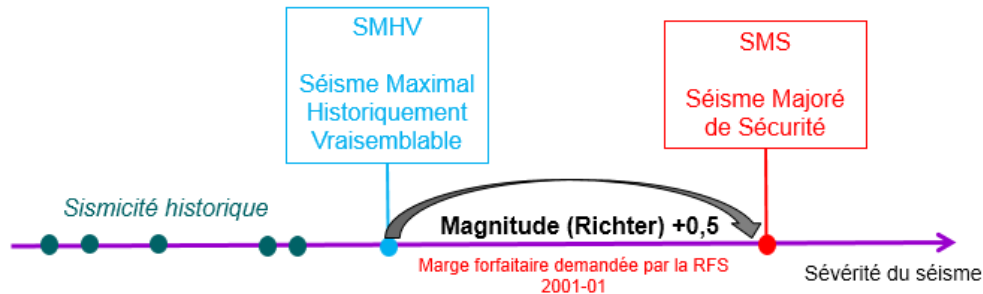 SMHV
Séisme Maximal
Historiquement
Vraisemblable
SMS
Séisme Majoré
de Sécurité
Sismicité historique
Magnitude (Richter) +0,5
Marge forfaitaire demandée par la RFS
2001-01
Sévérité du séisme